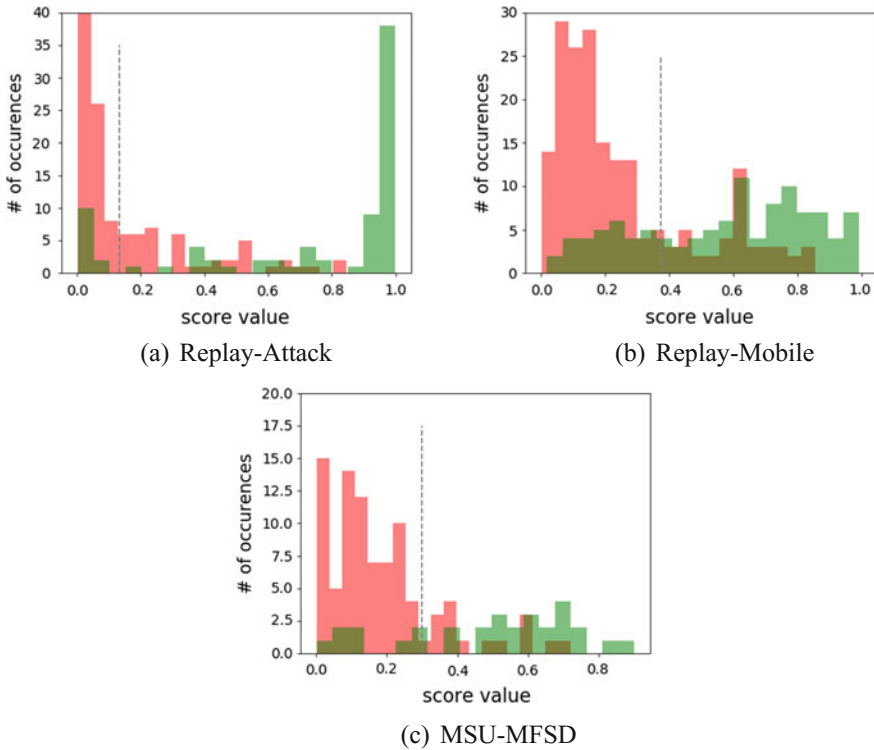 40
35
30
25
20
15
10
5
0
# of occurences
0.0 0.2 0.4 0.6 0.8 1.0
score value
(a) Replay-Attack
30
25
20
15
10
5
0
# of occurences
0.0 0.2 0.4 0.6 0.8 1.0
score value
(b) Replay-Mobile
20.0
17.5
15.0
12.5
10.0
7.5
5.0
2.5
0.0
# of occurences
0.0 0.2 0.4 0.6 0.8
score value
(c) MSU-MFSD